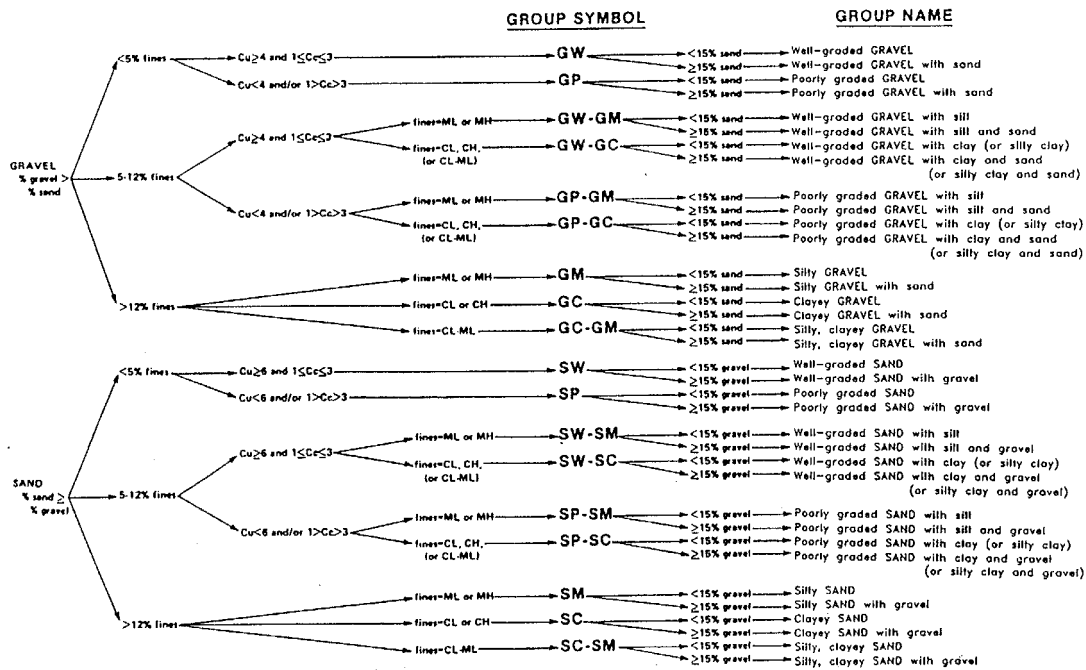 GROUP SYMBOL
GROUP NAME
GRAVEL
% gravel >
% sand
<5% fines
Cu≥4 and 1≤Cc≤3
GW
<15% sand
Well-graded GRAVEL
≥15% sand
Well-graded GRAVEL with sand
Cu<4 and/or 1>Cc>3
GP
<15% sand
Poorly graded GRAVEL
≥15% sand
Poorly graded GRAVEL with sand
5-12% fines
Cu≥4 and 1≤Cc≤3
fines=ML or MH
GW-GM
<15% sand
Well-graded GRAVEL with silt
≥15% sand
Well-graded GRAVEL with silt and sand
fines=CL, CH,
(or CL-ML)
GW-GC
<15% sand
Well-graded GRAVEL with clay (or silty clay)
≥15% sand
Well-graded GRAVEL with clay and sand
(or silty clay and sand)
Cu<4 and/or 1>Cc>3
fines=ML or MH
GP-GM
<15% sand
Poorly graded GRAVEL with silt
≥15% sand
Poorly graded GRAVEL with silt and sand
fines=CL, CH,
(or CL-ML)
GP-GC
<15% sand
Poorly graded GRAVEL with clay (or silty clay)
≥15% sand
Poorly graded GRAVEL with clay and sand
(or silty clay and sand)
>12% fines
fines=ML or MH
GM
<15% sand
Silty GRAVEL
≥15% sand
Silty GRAVEL with sand
fines=CL or CH
GC
<15% sand
Clayey GRAVEL
≥15% sand
Clayey GRAVEL with sand
fines=CL-ML
GC-GM
<15% sand
Silty, clayey GRAVEL
≥15% sand
Silty, clayey GRAVEL with sand
SAND
% sand ≥
% gravel
<5% fines
Cu≥6 and 1≤Cc≤3
SW
<15% gravel
Well-graded SAND
≥15% gravel
Well-graded SAND with gravel
Cu<6 and/or 1>Cc>3
SP
<15% gravel
Poorly graded SAND
≥15% gravel
Poorly graded SAND with gravel
5-12% fines
Cu≥6 and 1≤Cc≤3
fines=ML or MH
SW-SM
<15% gravel
Well-graded SAND with silt
≥15% gravel
Well-graded SAND with silt and gravel
fines=CL, CH,
(or CL-ML)
SW-SC
<15% gravel
Well-graded SAND with clay (or silty clay)
≥15% gravel
Well-graded SAND with clay and gravel
(or silty clay and gravel)
Cu<6 and/or 1>Cc>3
fines=ML or MH
SP-SM
<15% gravel
Poorly graded SAND with silt
≥15% gravel
Poorly graded SAND with silt and gravel
fines=CL, CH,
(or CL-ML)
SP-SC
<15% gravel
Poorly graded SAND with clay (or silty clay)
≥15% gravel
Poorly graded SAND with clay and gravel
(or silty clay and gravel)
>12% fines
fines=ML or MH
SM
<15% gravel
Silty SAND
≥15% gravel
Silty SAND with gravel
fines=CL or CH
SC
<15% gravel
Clayey SAND
≥15% gravel
Clayey SAND with gravel
fines=CL-ML
SC-SM
<15% gravel
Silty, clayey SAND
≥15% gravel
Silty, clayey SAND with gravel